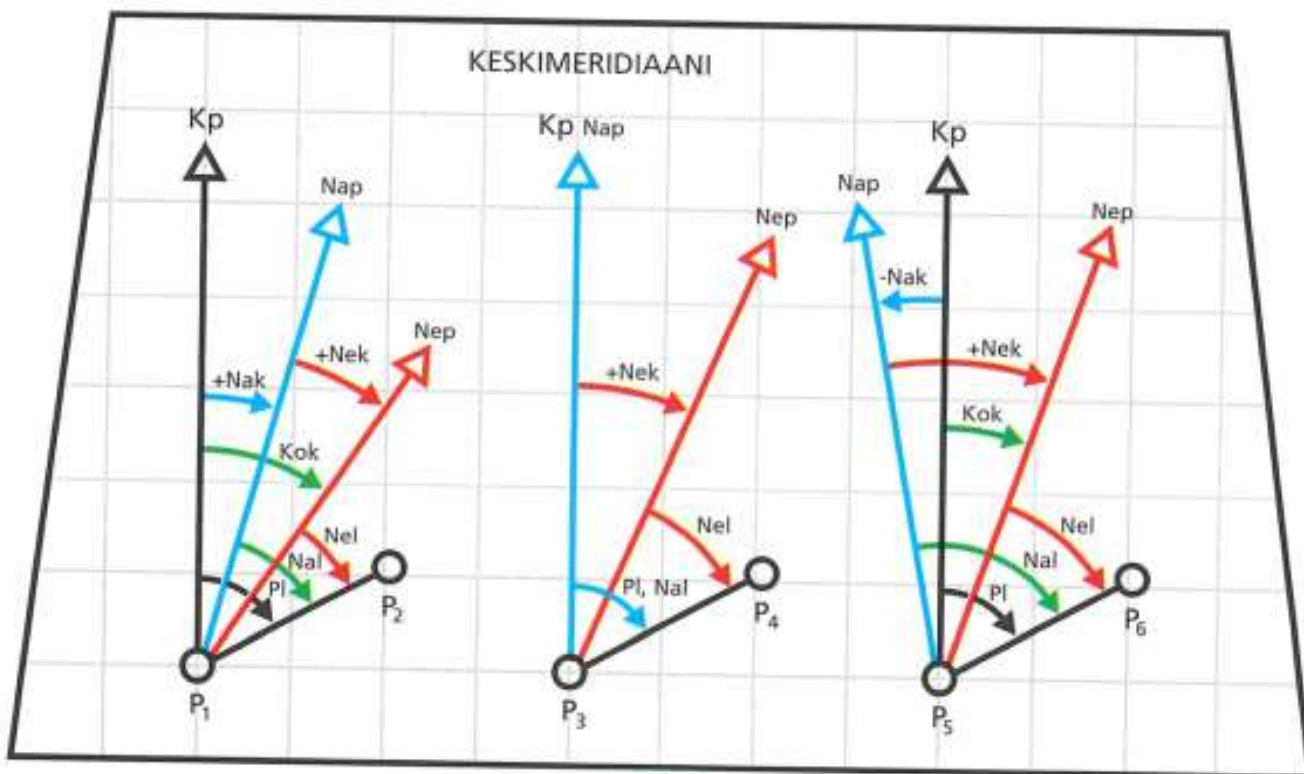 KESKIMERIDIAANI
Kp
Nap
Nep
+Nak
+Nek
Kok
Nel
Nal
Pl
P₁
P₂
Kp Nap
Nep
+Nek
Nel
Pl, Nal
P₃
P₄
Kp
Nap
Nep
-Nak
+Nek
Kok
Nel
Nal
Pl
P₅
P₆